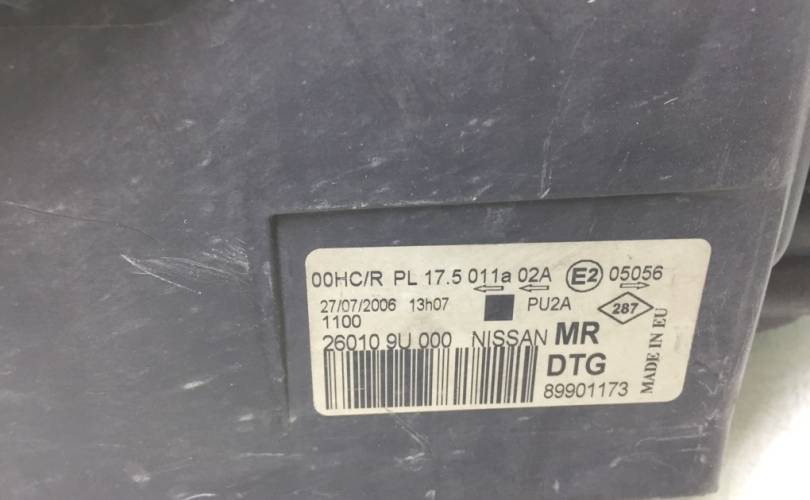 00HC/R PL 17.5 011a 02A E2 05056
27/07/2006 13h07 PU2A 287
1100
26010 9U 000 NISSAN MR
DTG
89901173
MADE IN EU